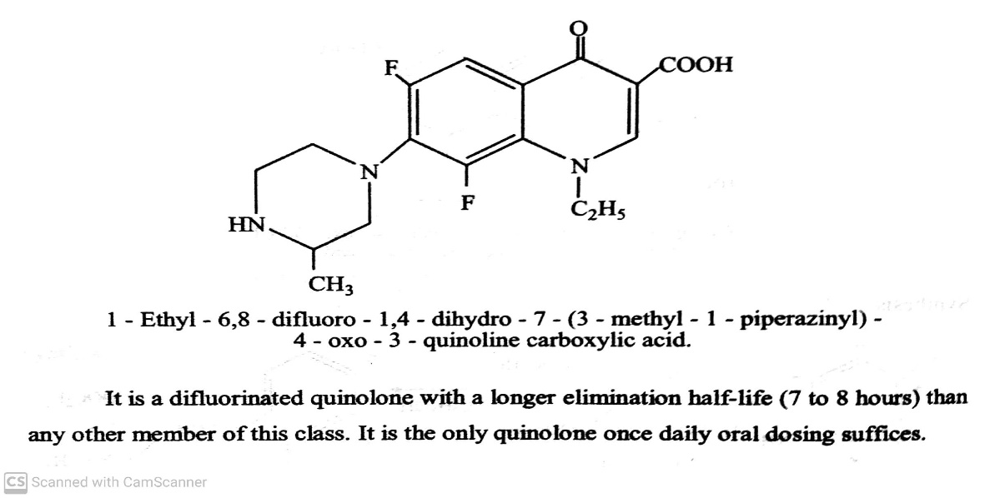 O
F
COOH
N
N
F
C₂H₅
HN
CH₃
1 - Ethyl - 6,8 - difluoro - 1,4 - dihydro - 7 - (3 - methyl - 1 - piperazinyl) -
4 - oxo - 3 - quinoline carboxylic acid.
It is a difluorinated quinolone with a longer elimination half-life (7 to 8 hours) than
any other member of this class. It is the only quinolone once daily oral dosing suffices.
CS Scanned with CamScanner